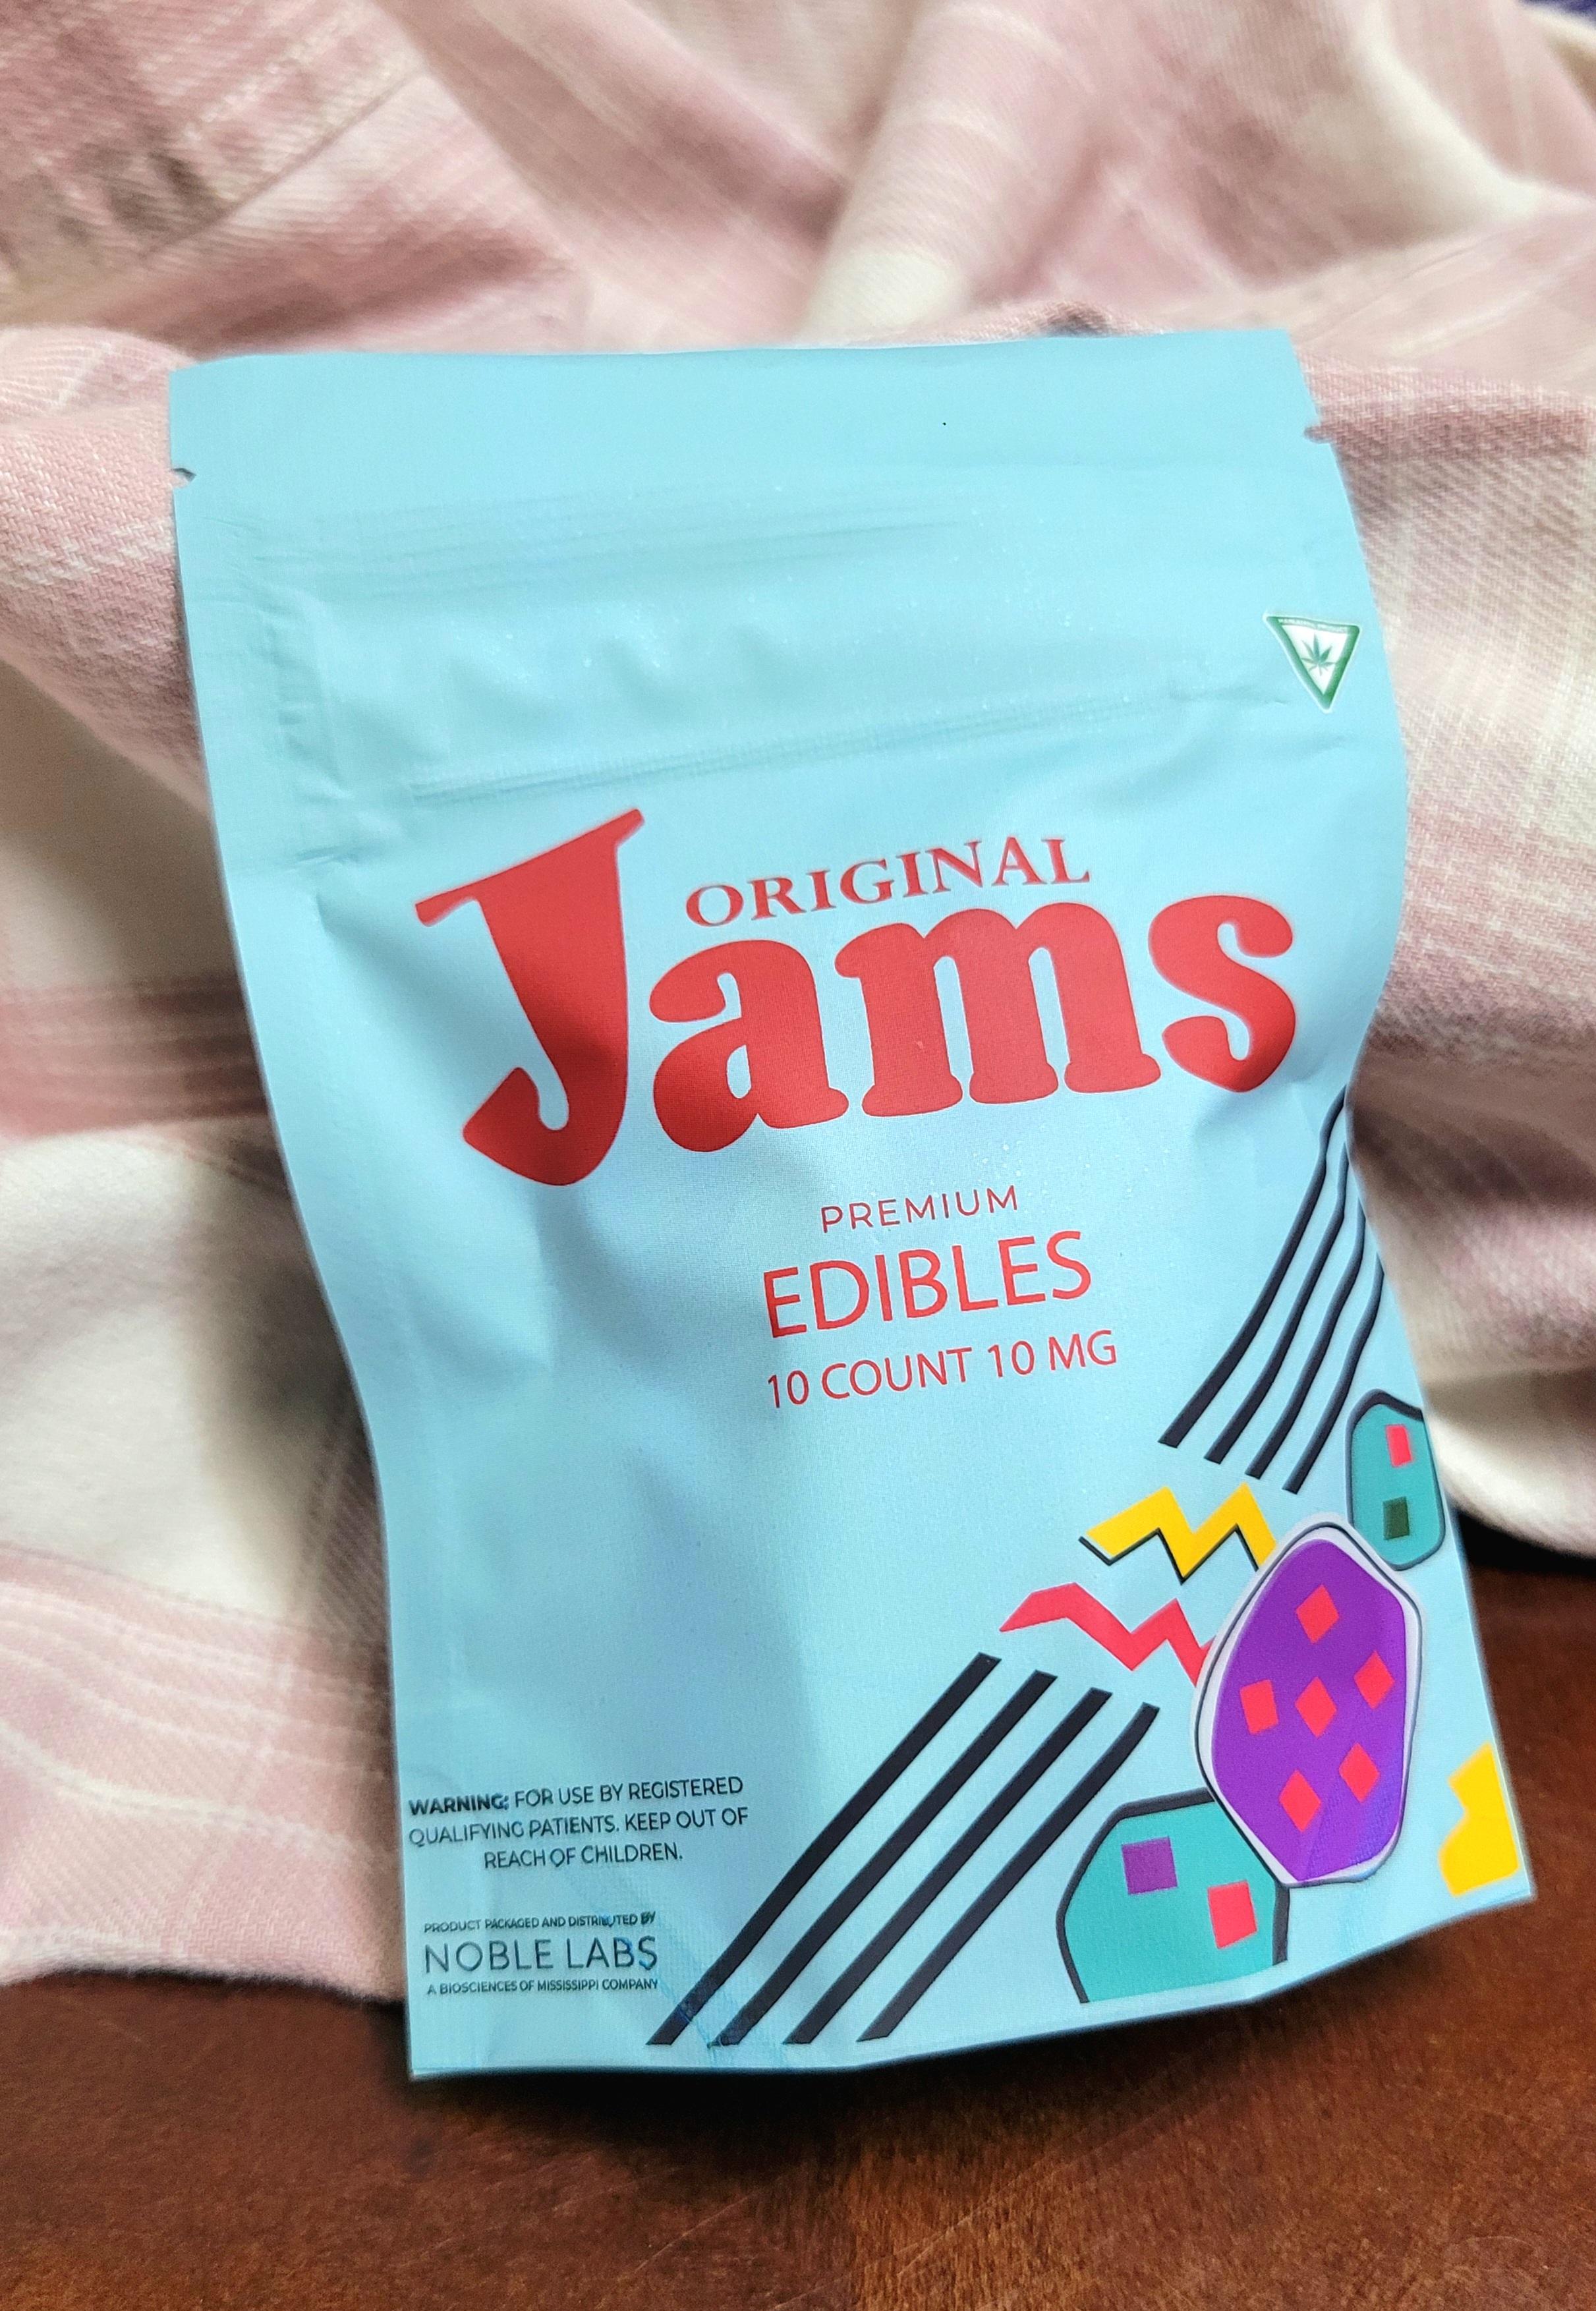 ORIGINAL
Jams
PREMIUM
EDIBLES
10 COUNT 10 MG
WARNING: FOR USE BY REGISTERED
QUALIFYING PATIENTS. KEEP OUT OF
REACH OF CHILDREN.
PRODUCT PACKAGED AND DISTRIBUTED BY
NOBLE LABS
A BIOSCIENCES OF MISSISSIPPI COMPANY